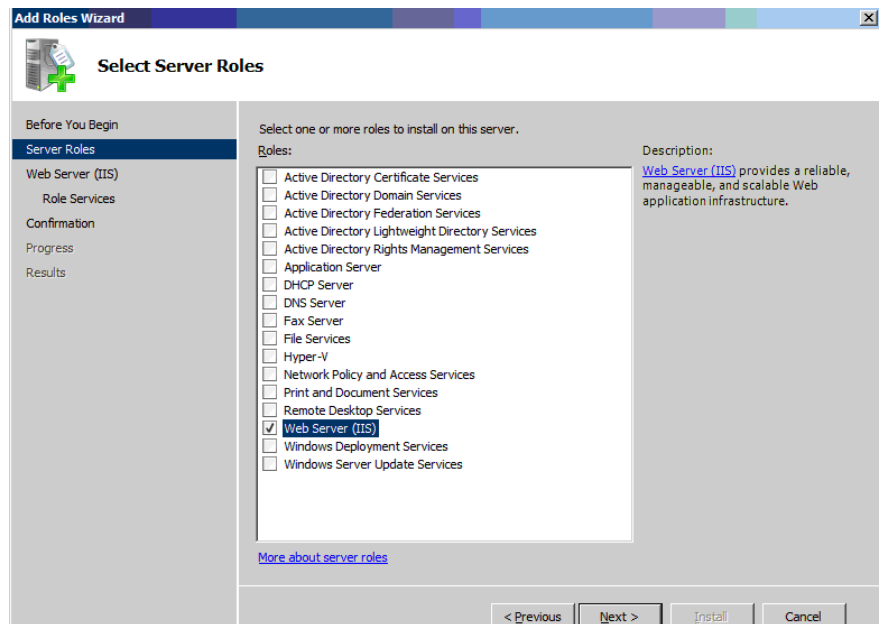 Add Roles Wizard
Select Server Roles
Before You Begin
Server Roles
Web Server (IIS)
Role Services
Confirmation
Progress
Results
Select one or more roles to install on this server.
Roles:
Active Directory Certificate Services
Active Directory Domain Services
Active Directory Federation Services
Active Directory Lightweight Directory Services
Active Directory Rights Management Services
Application Server
DHCP Server
DNS Server
Fax Server
File Services
Hyper-V
Network Policy and Access Services
Print and Document Services
Remote Desktop Services
Web Server (IIS)
Windows Deployment Services
Windows Server Update Services
More about server roles
Description:
Web Server (IIS) provides a reliable,
manageable, and scalable Web
application infrastructure.
< Previous
Next >
Install
Cancel